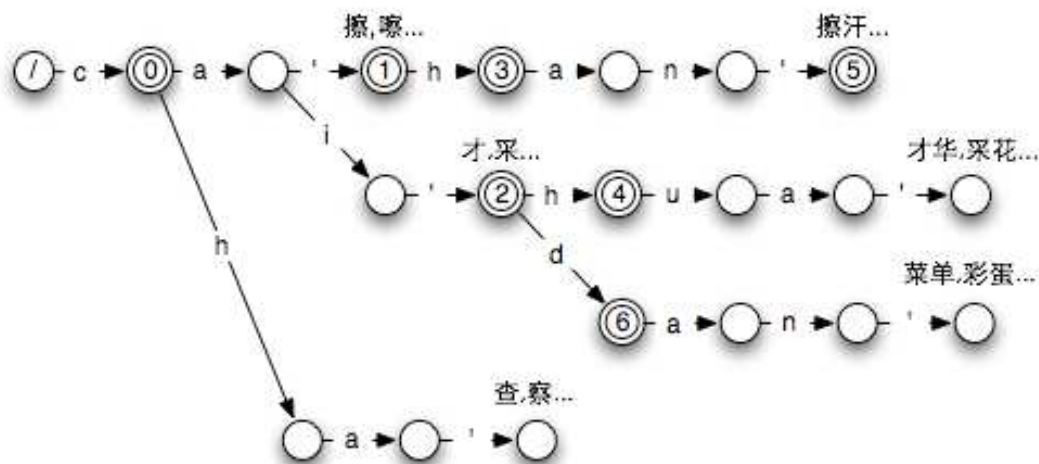 擦,嚓... 擦汗...
/ c 0 a ' 1 h 3 a n ' 5
i
才,采... 才华,采花...
' 2 h 4 u a '
h
d
菜单,彩蛋...
6 a n '
查,察...
a '